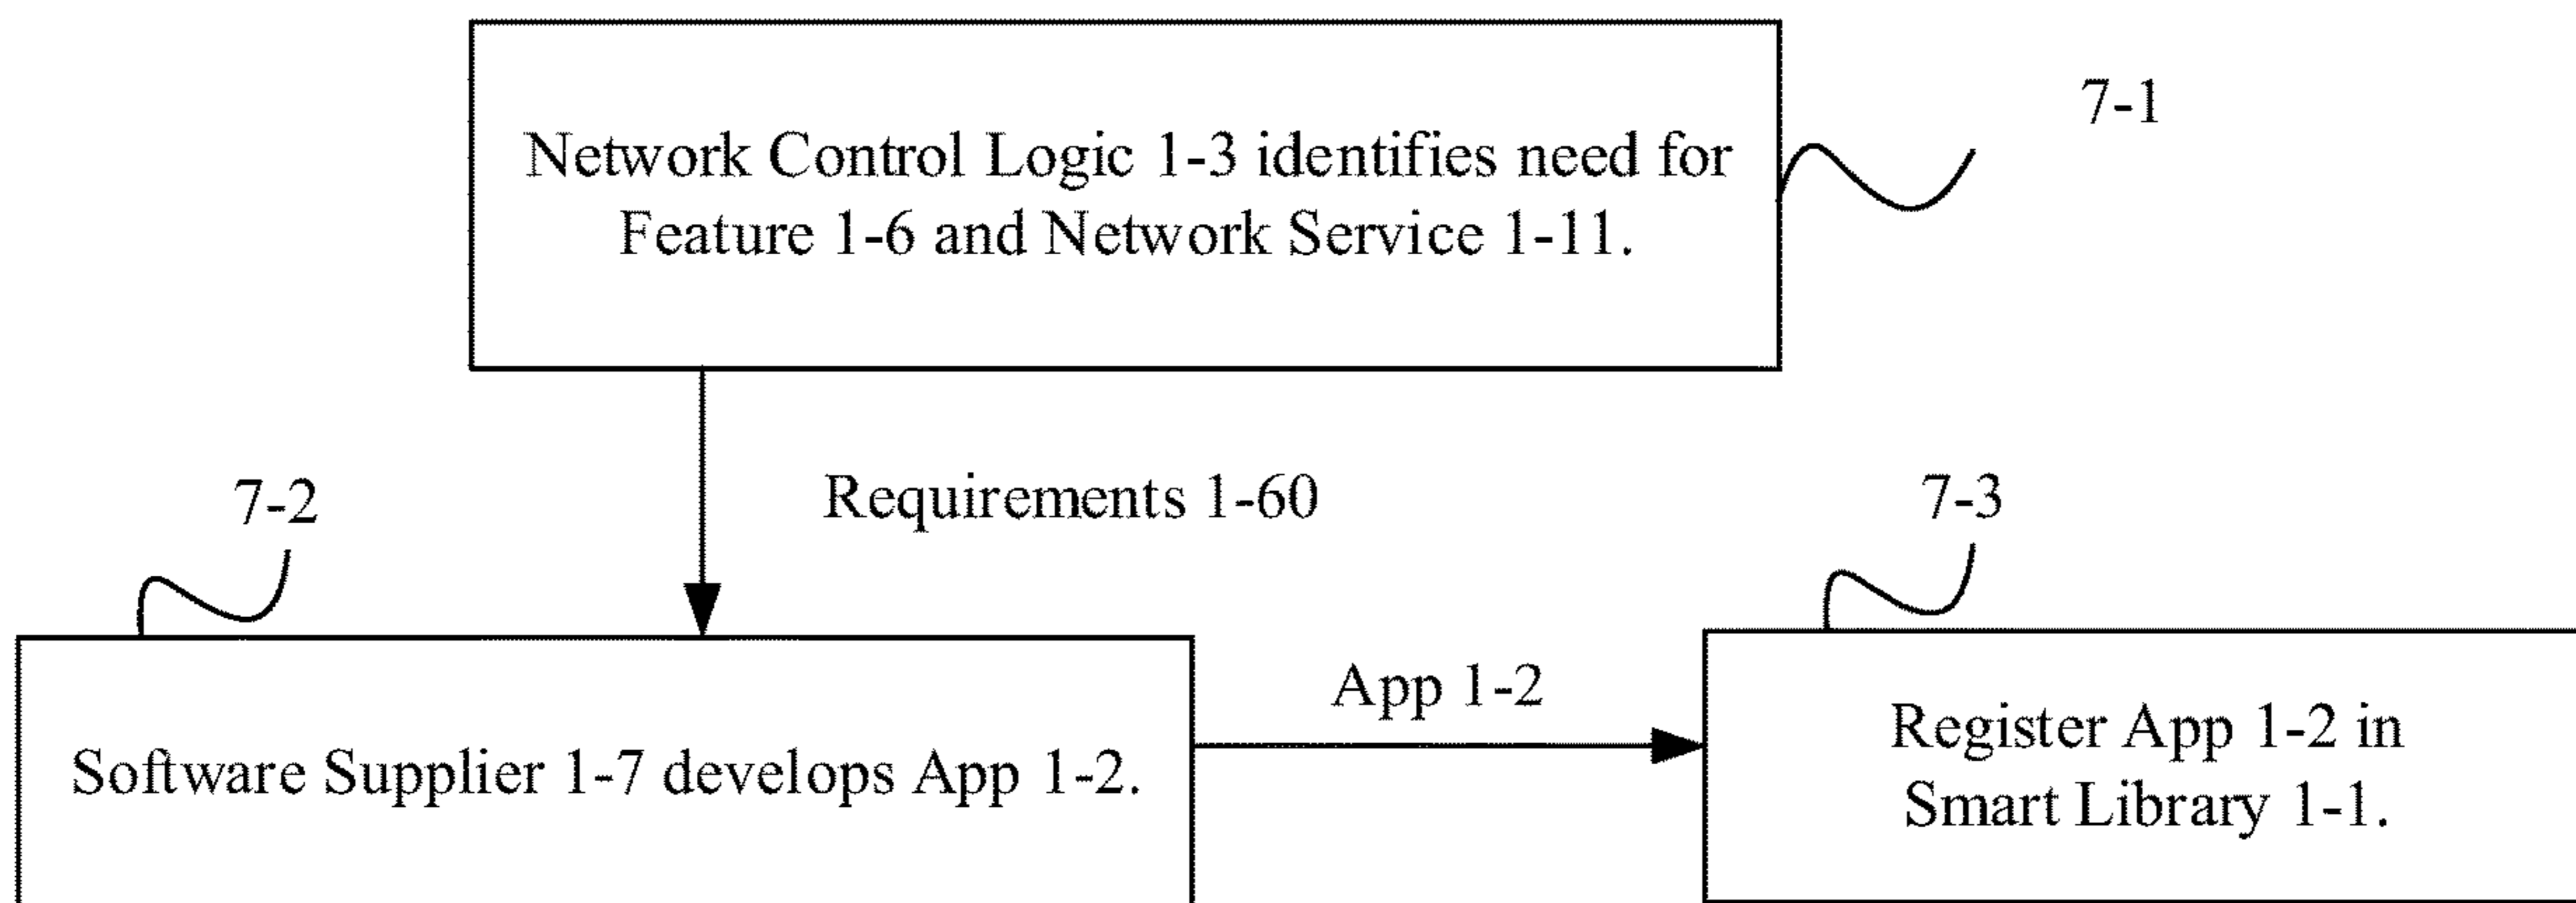 7-1
Network Control Logic 1-3 identifies need for
Feature 1-6 and Network Service 1-11.
7-2
Requirements 1-60
7-3
Software Supplier 1-7 develops App 1-2.
App 1-2
Register App 1-2 in
Smart Library 1-1.